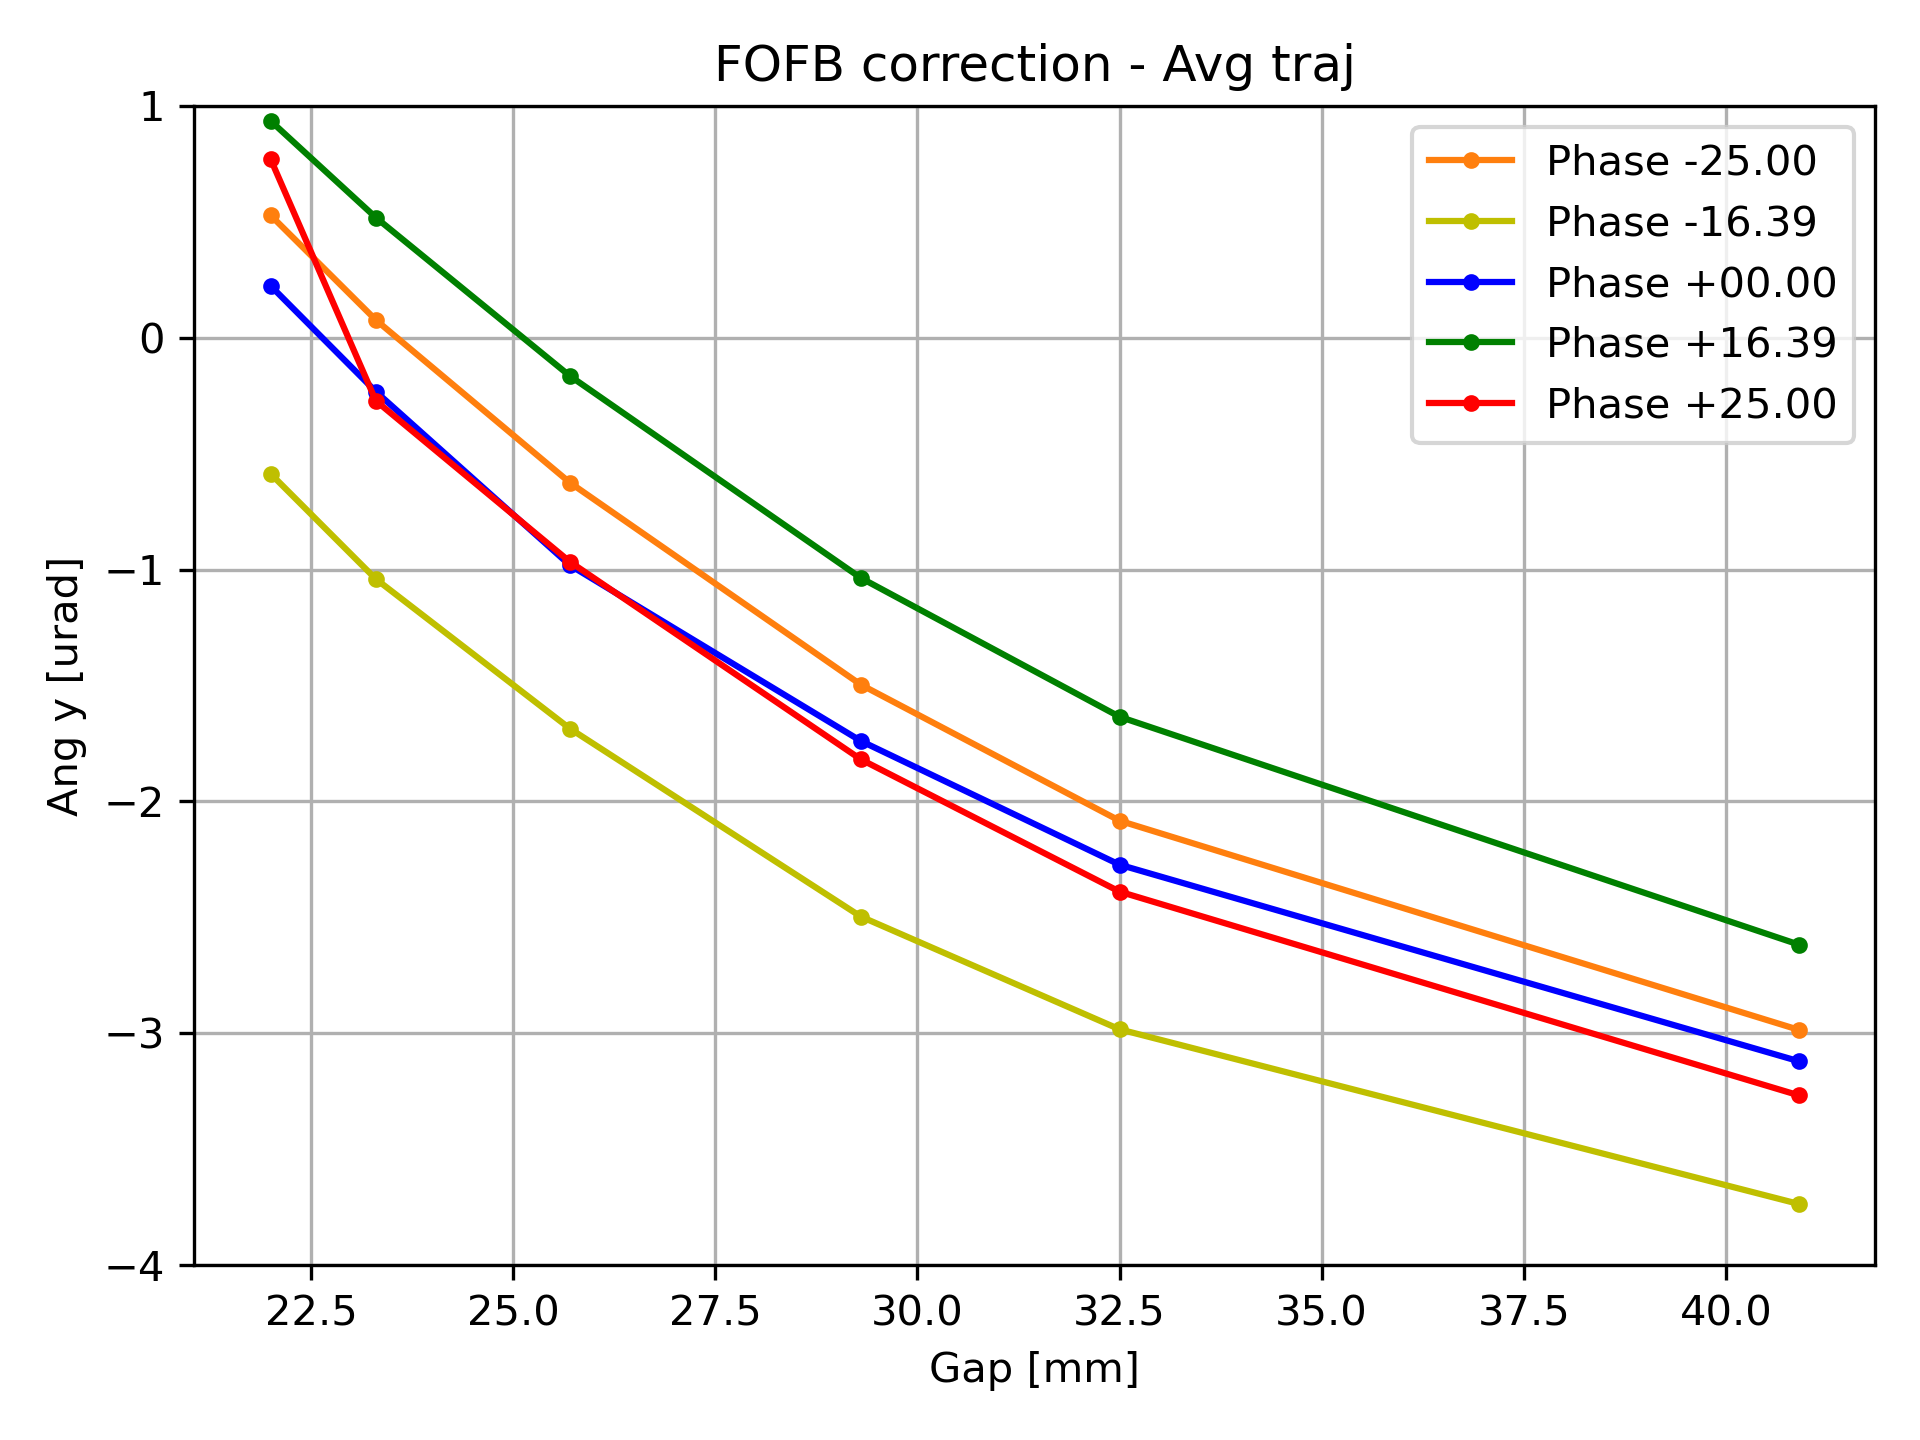 FOFB correction - Avg traj
1
0
−1
−2
−3
−4
Ang y [urad]
Phase -25.00
Phase -16.39
Phase +00.00
Phase +16.39
Phase +25.00
22.5 25.0 27.5 30.0 32.5 35.0 37.5 40.0
Gap [mm]